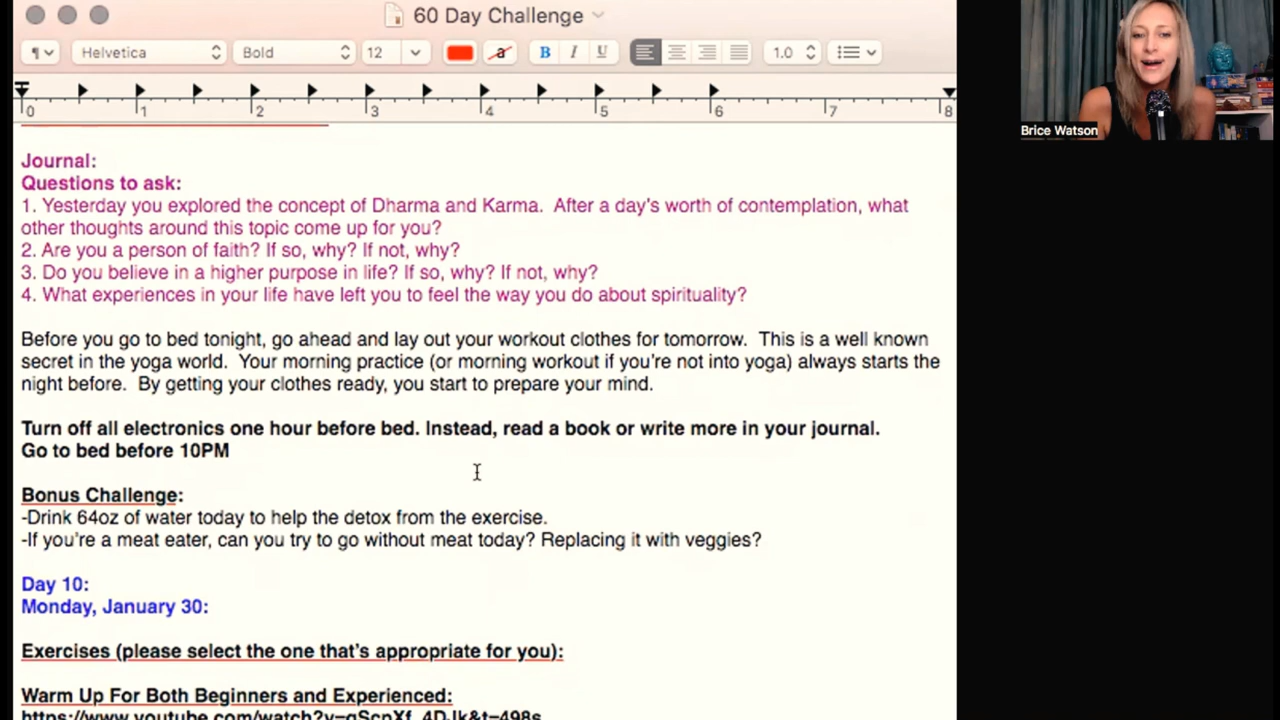 60 Day Challenge
¶ Helvetica Bold 12 a B I U 1.0
0 1 2 3 4 5 6 7 8
Brice Watson
Journal:
Questions to ask:
1. Yesterday you explored the concept of Dharma and Karma.  After a day's worth of contemplation, what
other thoughts around this topic come up for you?
2. Are you a person of faith? If so, why? If not, why?
3. Do you believe in a higher purpose in life? If so, why? If not, why?
4. What experiences in your life have left you to feel the way you do about spirituality?
Before you go to bed tonight, go ahead and lay out your workout clothes for tomorrow.  This is a well known
secret in the yoga world.  Your morning practice (or morning workout if you're not into yoga) always starts the
night before.  By getting your clothes ready, you start to prepare your mind.
Turn off all electronics one hour before bed. Instead, read a book or write more in your journal.
Go to bed before 10PM
Bonus Challenge:
-Drink 64oz of water today to help the detox from the exercise.
-If you're a meat eater, can you try to go without meat today? Replacing it with veggies?
Day 10:
Monday, January 30:
Exercises (please select the one that's appropriate for you):
Warm Up For Both Beginners and Experienced: